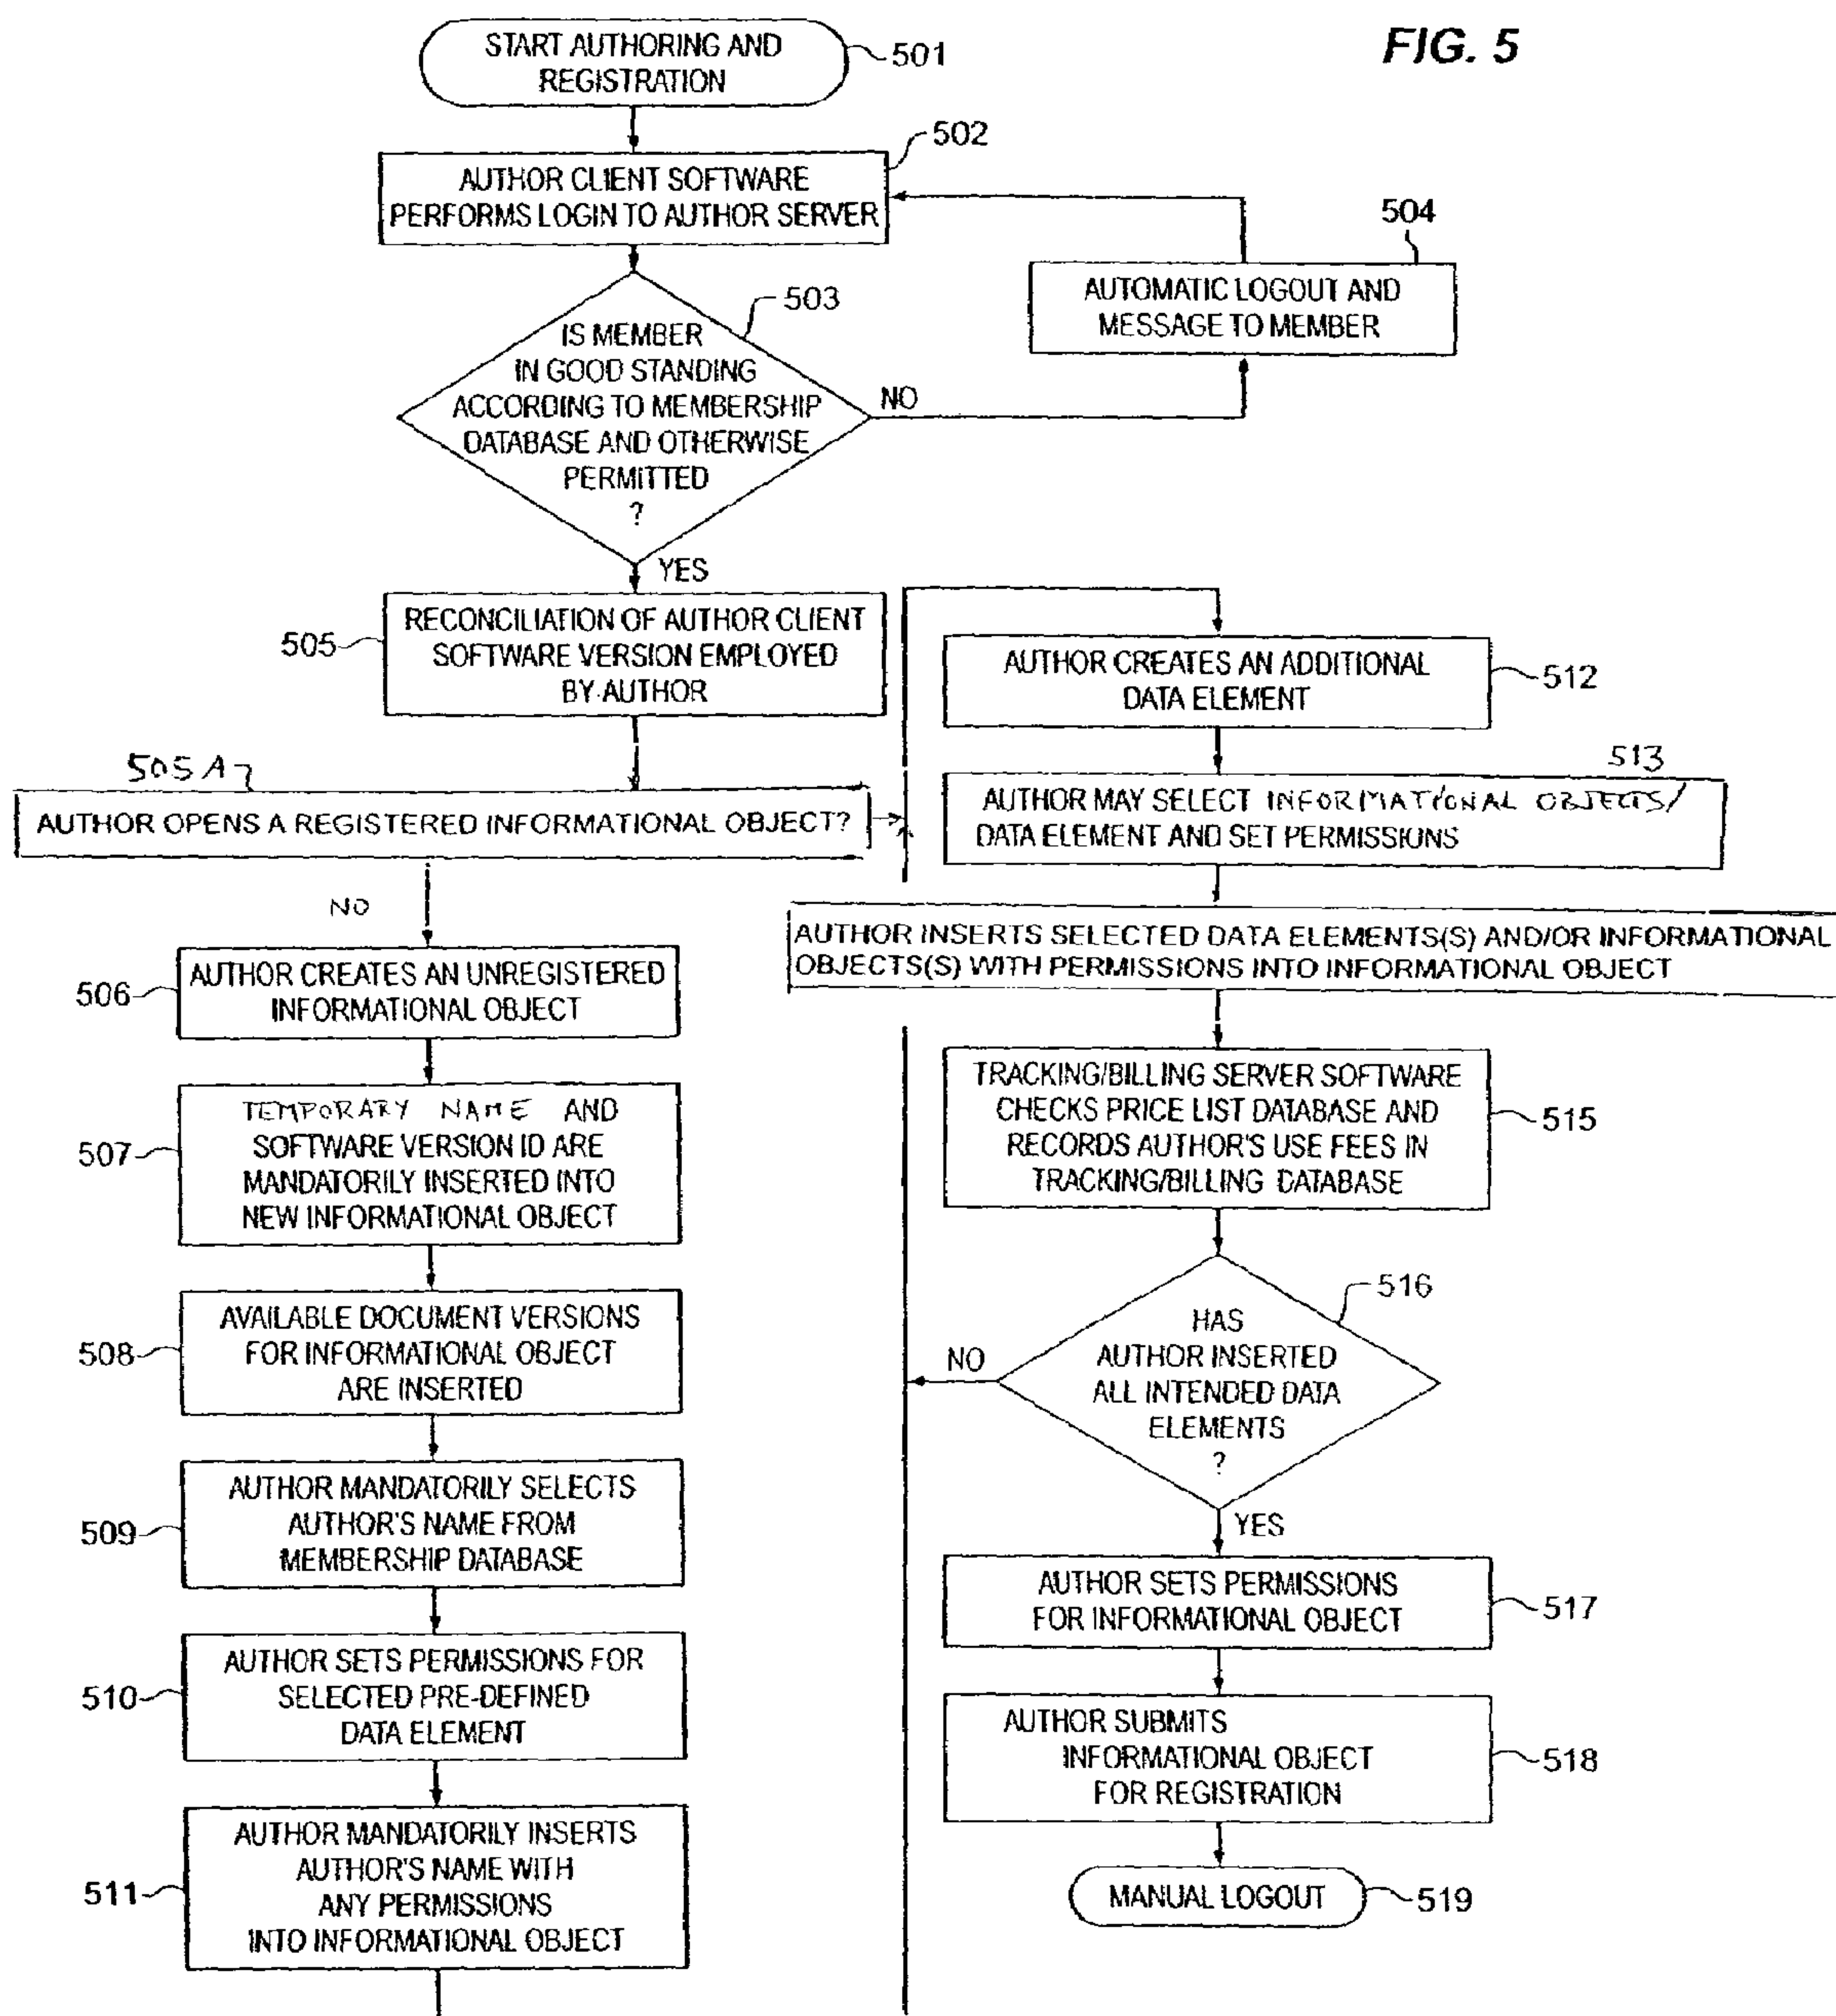 FIG. 5
START AUTHORING AND
REGISTRATION
501
502
AUTHOR CLIENT SOFTWARE
PERFORMS LOGIN TO AUTHOR SERVER
504
AUTOMATIC LOGOUT AND
MESSAGE TO MEMBER
503
IS MEMBER
IN GOOD STANDING
ACCORDING TO MEMBERSHIP
DATABASE AND OTHERWISE
PERMITTED
?
NO
YES
505
RECONCILIATION OF AUTHOR CLIENT
SOFTWARE VERSION EMPLOYED
BY AUTHOR
505A
AUTHOR OPENS A REGISTERED INFORMATIONAL OBJECT?
NO
506
AUTHOR CREATES AN UNREGISTERED
INFORMATIONAL OBJECT
507
TEMPORARY NAME AND
SOFTWARE VERSION ID ARE
MANDATORILY INSERTED INTO
NEW INFORMATIONAL OBJECT
508
AVAILABLE DOCUMENT VERSIONS
FOR INFORMATIONAL OBJECT
ARE INSERTED
509
AUTHOR MANDATORILY SELECTS
AUTHOR'S NAME FROM
MEMBERSHIP DATABASE
510
AUTHOR SETS PERMISSIONS FOR
SELECTED PRE-DEFINED
DATA ELEMENT
511
AUTHOR MANDATORILY INSERTS
AUTHOR'S NAME WITH
ANY PERMISSIONS
INTO INFORMATIONAL OBJECT
AUTHOR CREATES AN ADDITIONAL
DATA ELEMENT
512
513
AUTHOR MAY SELECT INFORMATIONAL OBJECTS/
DATA ELEMENT AND SET PERMISSIONS
AUTHOR INSERTS SELECTED DATA ELEMENTS(S) AND/OR INFORMATIONAL
OBJECTS(S) WITH PERMISSIONS INTO INFORMATIONAL OBJECT
TRACKING/BILLING SERVER SOFTWARE
CHECKS PRICE LIST DATABASE AND
RECORDS AUTHOR'S USE FEES IN
TRACKING/BILLING DATABASE
515
516
HAS
AUTHOR INSERTED
ALL INTENDED DATA
ELEMENTS
?
NO
YES
AUTHOR SETS PERMISSIONS
FOR INFORMATIONAL OBJECT
517
AUTHOR SUBMITS
INFORMATIONAL OBJECT
FOR REGISTRATION
518
MANUAL LOGOUT
519